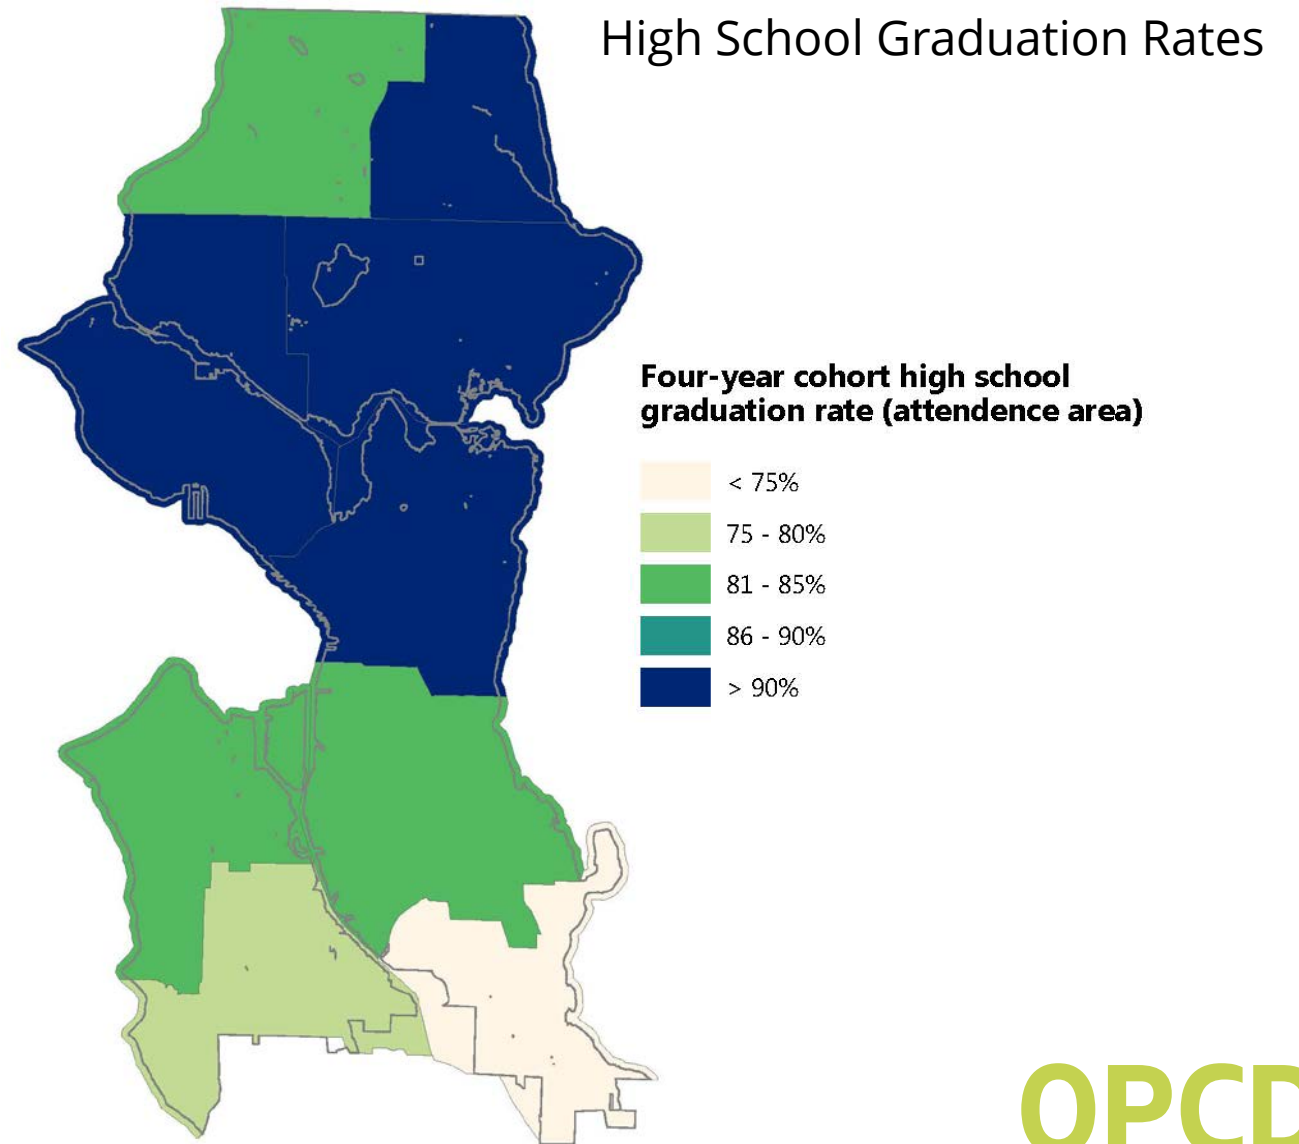 High School Graduation Rates
Four-year cohort high school
graduation rate (attendence area)
< 75%
75 - 80%
81 - 85%
86 - 90%
> 90%
OPCD